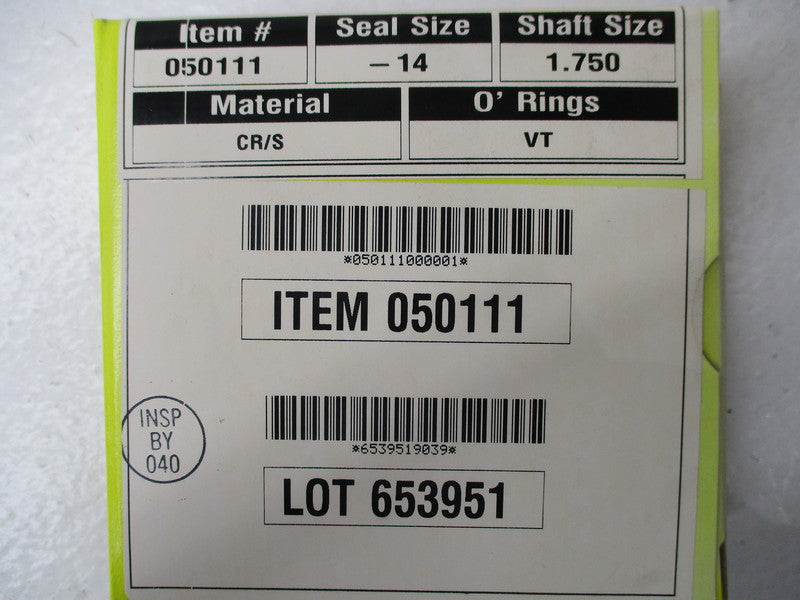 Item # Seal Size Shaft Size
050111 –14 1.750
Material O' Rings
CR/S VT
*050111000001*
ITEM 050111
*6539519039*
INSP
BY
040
LOT 653951